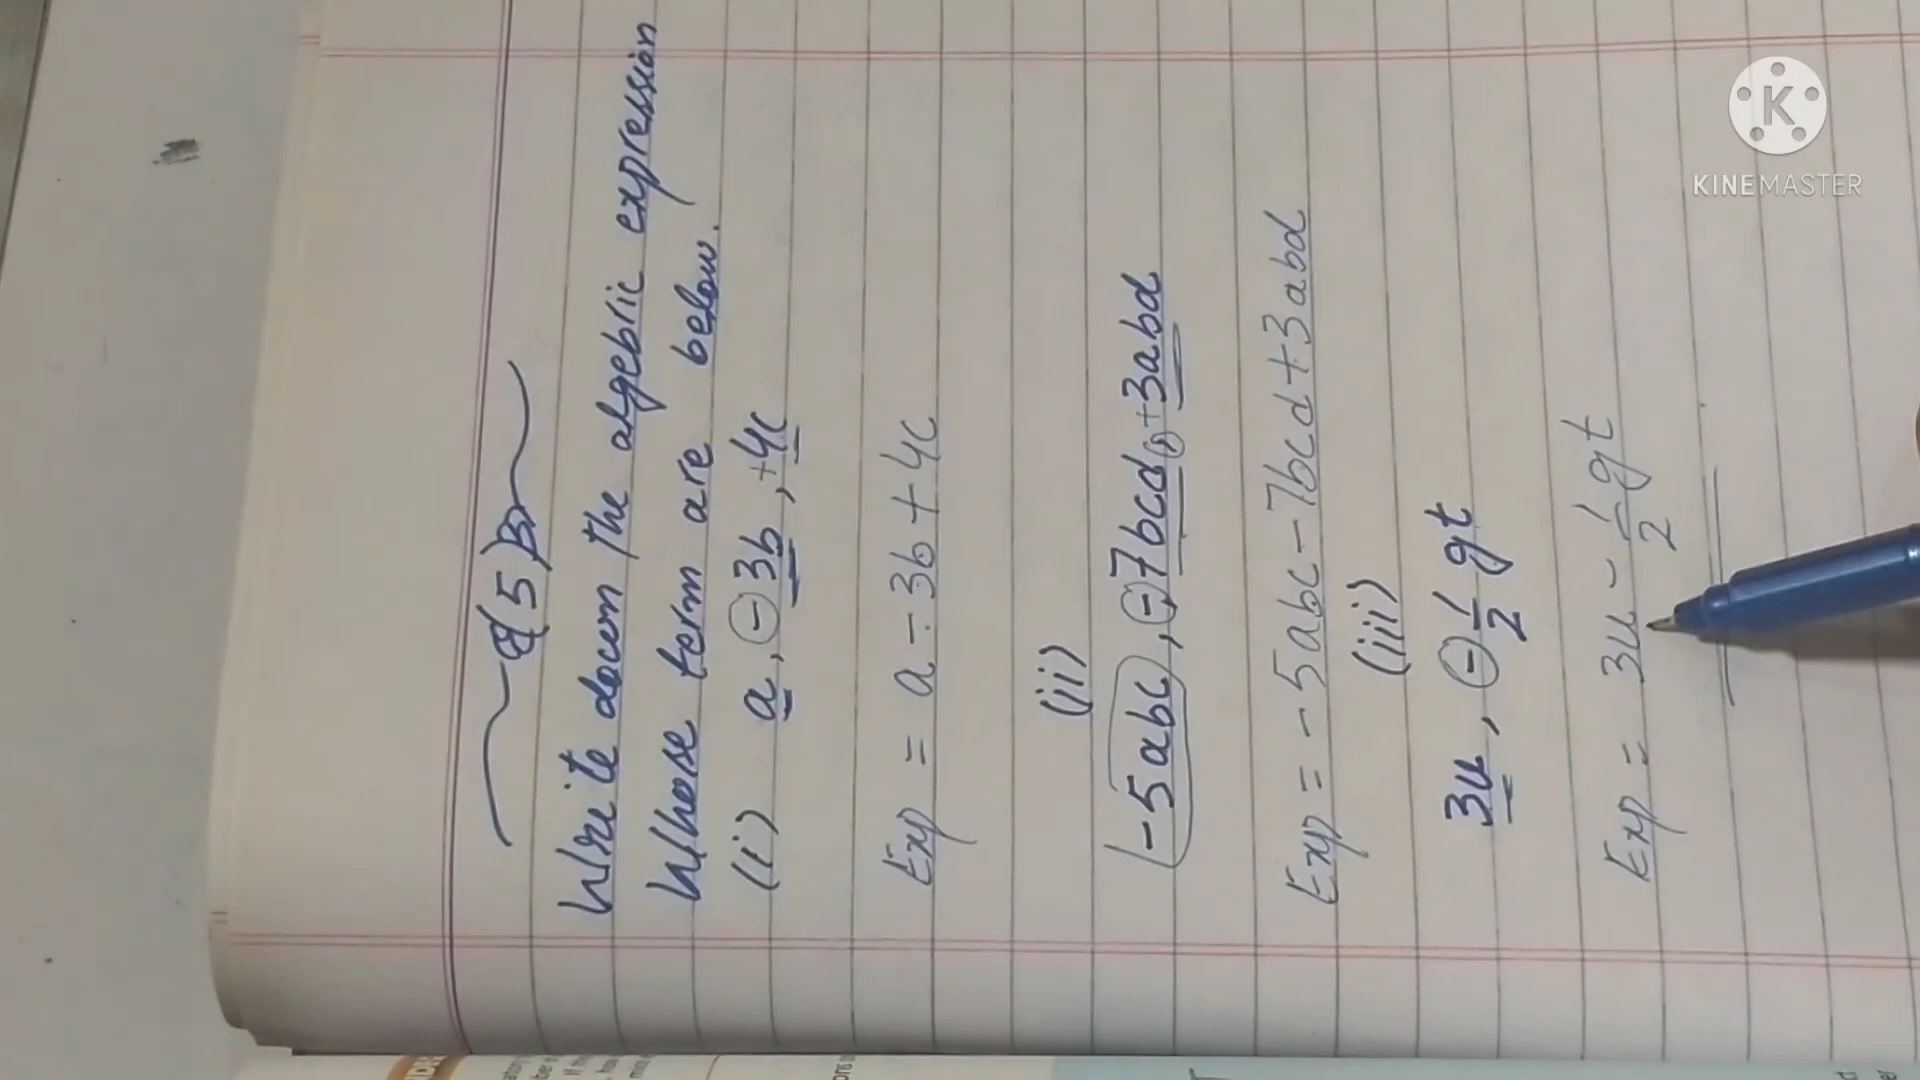 Q(5)B
Write down the algebric expression
Whose term are below.
(i) a, -3b, +4c
Exp = a - 3b + 4c
(ii)
-5abc, -7bcd, +3abd
Exp = -5abc - 7bcd + 3abd
(iii)
3u, - 1/2 gt
Exp = 3u - 1/2 gt
KINEMASTER